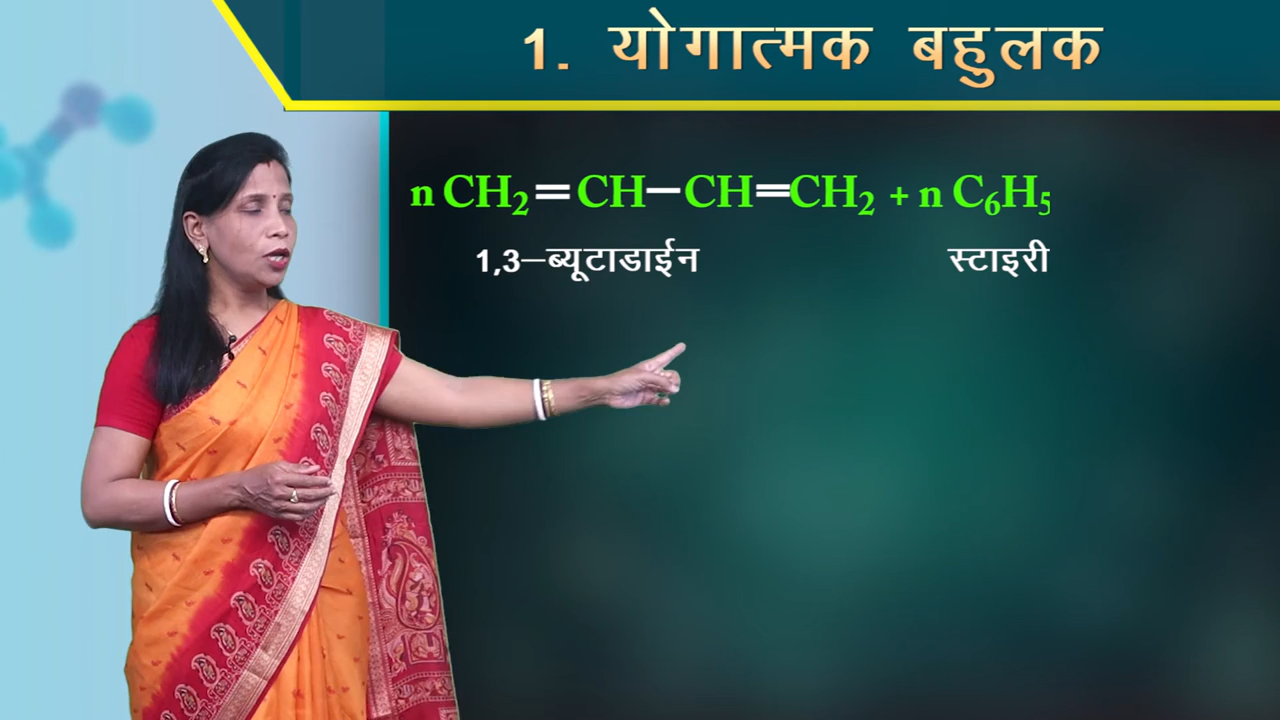 1. योगात्मक बहुलक
n CH₂=CH–CH=CH₂ + n C₆H₅
1,3–ब्यूटाडाईन स्टाइरी